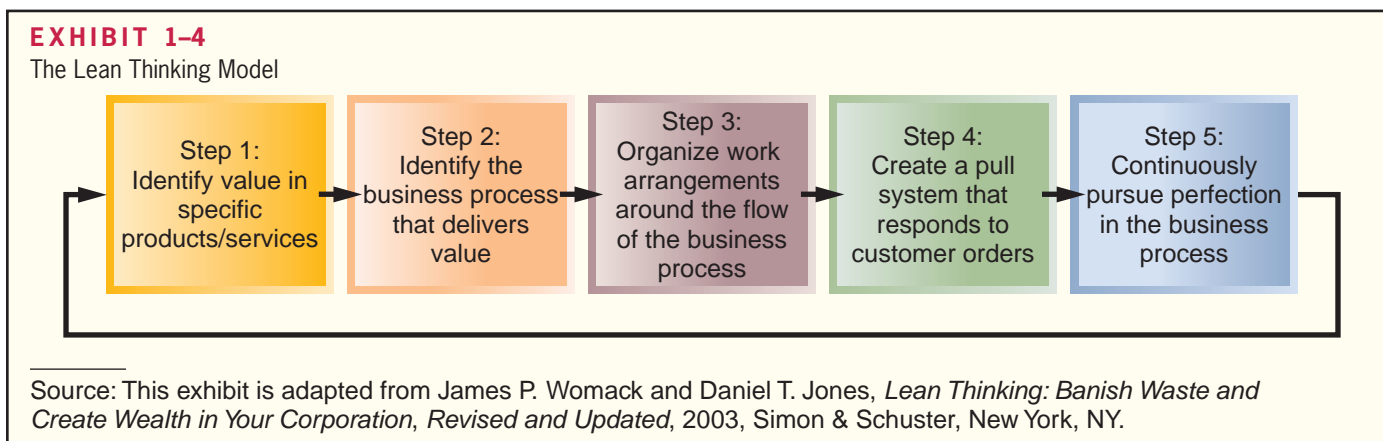 EXHIBIT 1–4
The Lean Thinking Model
Step 1:
Identify value in
specific
products/services
Step 2:
Identify the
business process
that delivers
value
Step 3:
Organize work
arrangements
around the flow
of the business
process
Step 4:
Create a pull
system that
responds to
customer orders
Step 5:
Continuously
pursue perfection
in the business
process
Source: This exhibit is adapted from James P. Womack and Daniel T. Jones, Lean Thinking: Banish Waste and
Create Wealth in Your Corporation, Revised and Updated, 2003, Simon & Schuster, New York, NY.